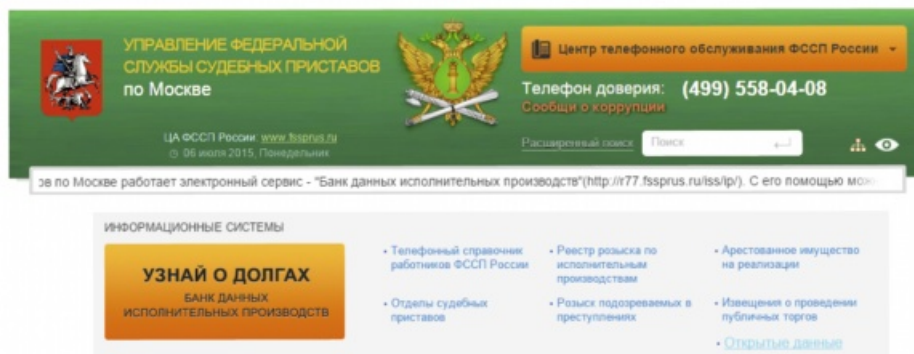 УПРАВЛЕНИЕ ФЕДЕРАЛЬНОЙ
СЛУЖБЫ СУДЕБНЫХ ПРИСТАВОВ
по Москве
ЦА ФССП России: www.fssprus.ru
06 июля 2015, Понедельник
Центр телефонного обслуживания ФССП России
Телефон доверия: (499) 558-04-08
Сообщи о коррупции
Расширенный поиск Поиск
ов по Москве работает электронный сервис - "Банк данных исполнительных производств"(http://r77.fssprus.ru/iss/ip/). С его помощью мож
ИНФОРМАЦИОННЫЕ СИСТЕМЫ
УЗНАЙ О ДОЛГАХ
БАНК ДАННЫХ
ИСПОЛНИТЕЛЬНЫХ ПРОИЗВОДСТВ
• Телефонный справочник
работников ФССП России
• Отделы судебных
приставов
• Реестр розыска по
исполнительным
производствам
• Розыск подозреваемых в
преступлениях
• Арестованное имущество
на реализации
• Извещения о проведении
публичных торгов
• Открытые данные